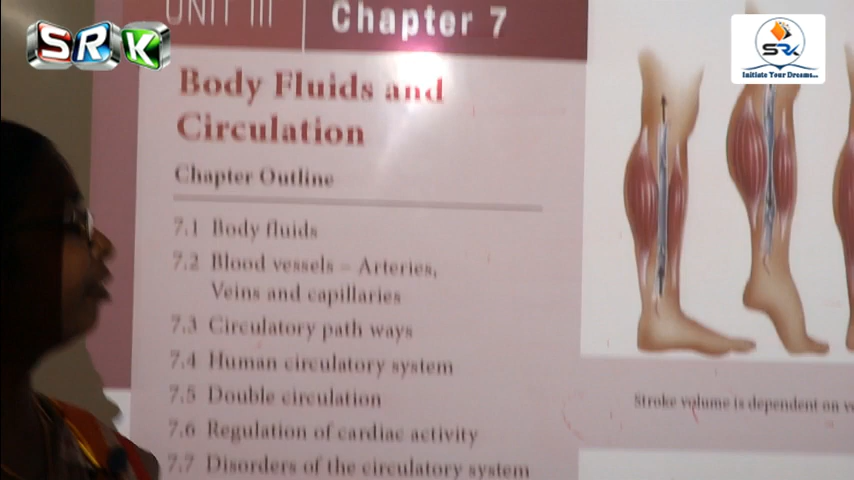 SRK
UNIT III
Chapter 7
SRK
Initiate Your Dreams...
Body Fluids and
Circulation
Chapter Outline
7.1 Body fluids
7.2 Blood vessels – Arteries,
Veins and capillaries
7.3 Circulatory path ways
7.4 Human circulatory system
7.5 Double circulation
7.6 Regulation of cardiac activity
7.7 Disorders of the circulatory system
Stroke volume is dependent on